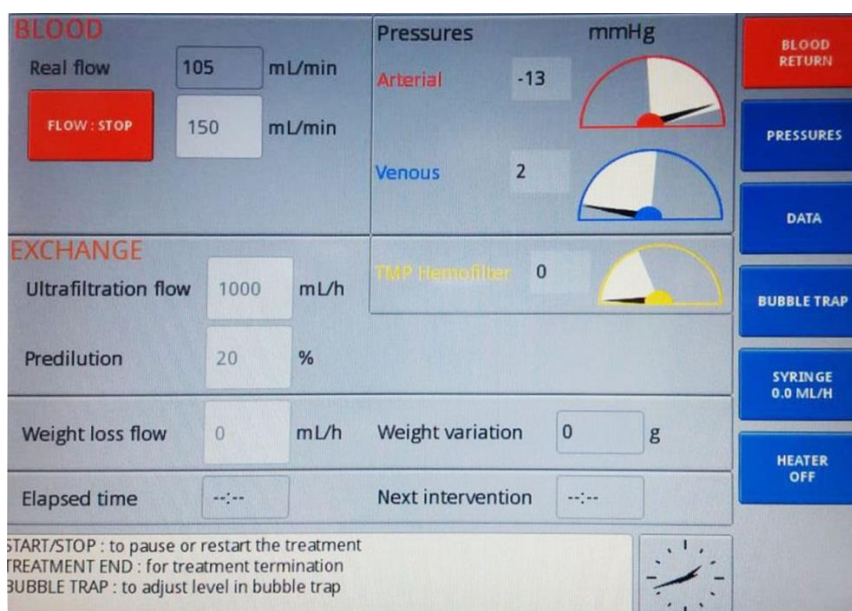 BLOOD
Real flow 105 mL/min
FLOW : STOP 150 mL/min
Pressures mmHg
Arterial -13
Venous 2
EXCHANGE
Ultrafiltration flow 1000 mL/h
TMP Hemofilter 0
Predilution 20 %
Weight loss flow 0 mL/h Weight variation 0 g
Elapsed time --:-- Next intervention --:--
START/STOP : to pause or restart the treatment
TREATMENT END : for treatment termination
BUBBLE TRAP : to adjust level in bubble trap
BLOOD
RETURN
PRESSURES
DATA
BUBBLE TRAP
SYRINGE
0.0 ML/H
HEATER
OFF